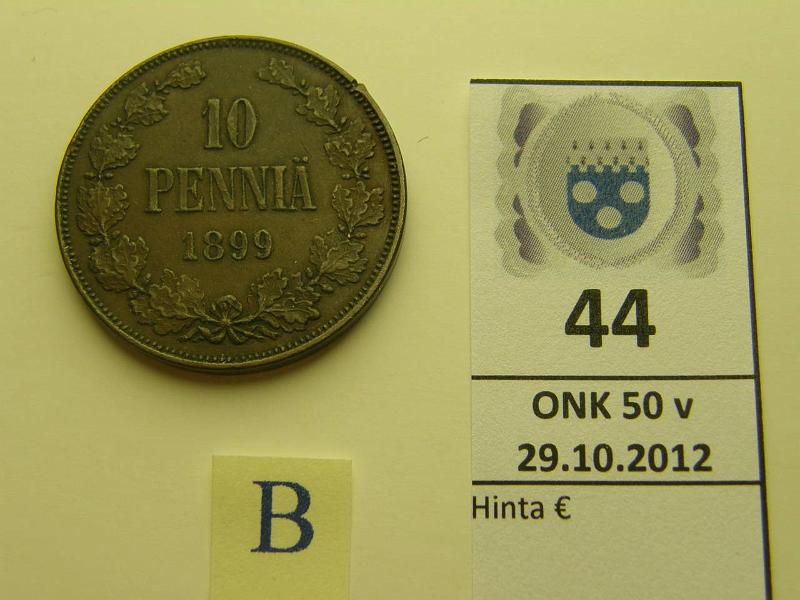 10
PENNIÄ
1899
44
ONK 50 v
29.10.2012
Hinta €
B